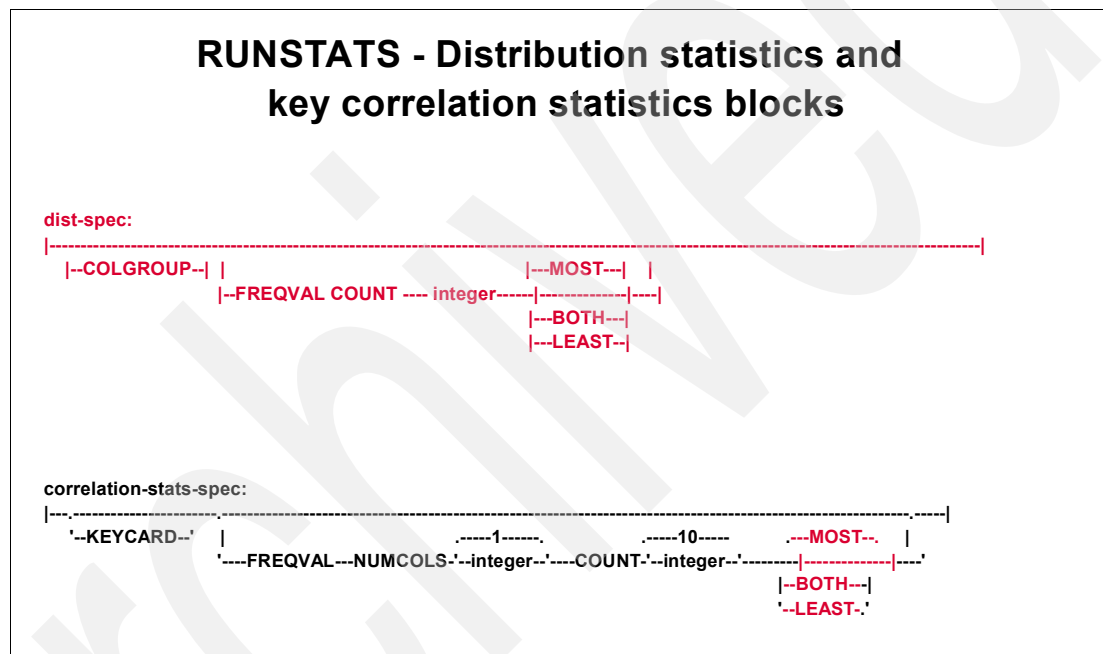 RUNSTATS - Distribution statistics and
key correlation statistics blocks
dist-spec:
|-----------------------------------------------------------------------------------------------------------------------------------------------------|
|--COLGROUP--| | |---MOST---| |
|--FREQVAL COUNT ---- integer------|--------------|----|
|---BOTH---|
|---LEAST--|
correlation-stats-spec:
|---.-----------------------.--------------------------------------------------------------------------------------------------------------.-----|
'--KEYCARD--' | .-----1------. .-----10----- .---MOST--. |
'----FREQVAL---NUMCOLS-'--integer--'----COUNT-'--integer--'---------|--------------|----'
|--BOTH---|
'--LEAST-.'